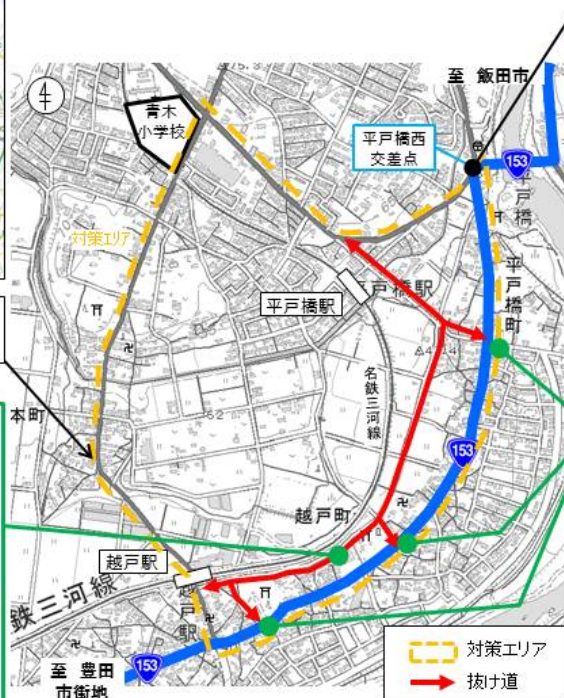 至 飯田市
青木
小学校
平戸橋西
交差点
153
平戸橋
対策エリア
平戸橋駅
平戸橋駅
平戸橋町
名鉄三河線
62
本町
153
越戸町
越戸駅
鉄三河線
越戸駅
至 豊田
市街地
153
対策エリア
抜け道